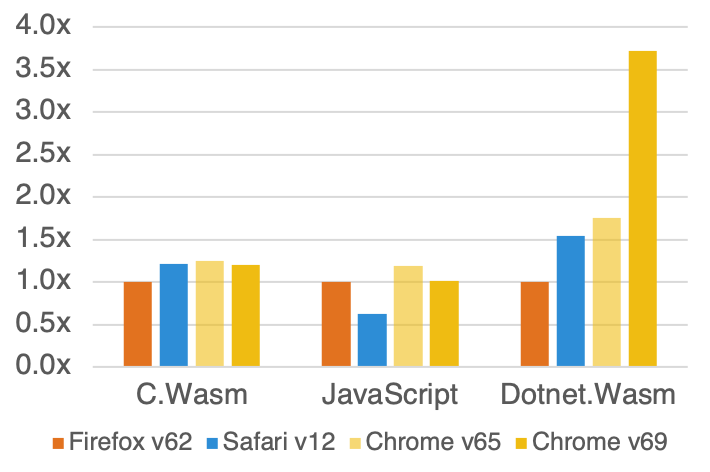 4.0x
3.5x
3.0x
2.5x
2.0x
1.5x
1.0x
0.5x
0.0x
C.Wasm JavaScript Dotnet.Wasm
Firefox v62 Safari v12 Chrome v65 Chrome v69